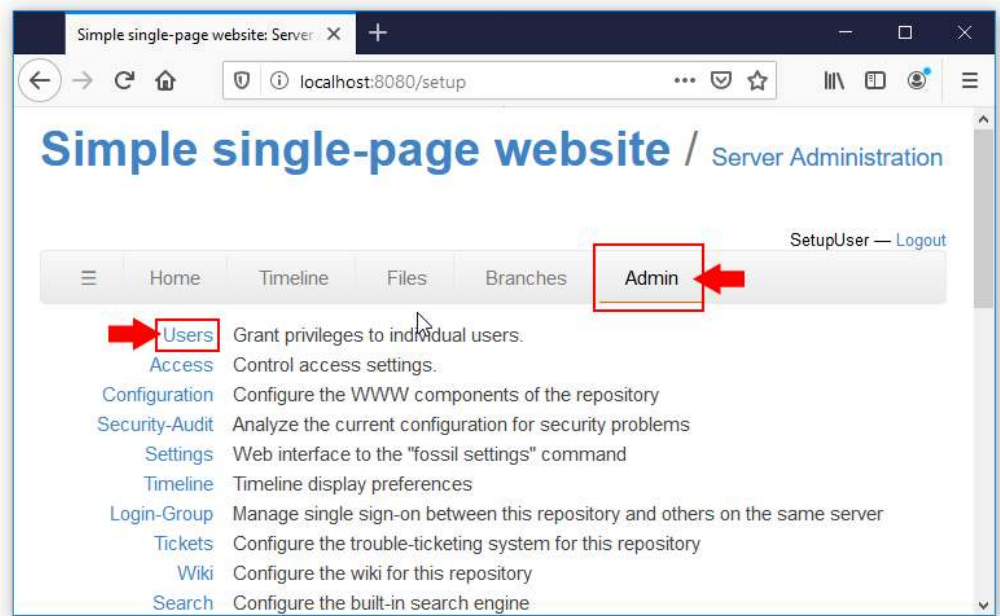 Simple single-page website: Server
localhost:8080/setup
Simple single-page website / Server Administration
SetupUser — Logout
☰ Home Timeline Files Branches Admin
Users Grant privileges to individual users.
Access Control access settings.
Configuration Configure the WWW components of the repository
Security-Audit Analyze the current configuration for security problems
Settings Web interface to the "fossil settings" command
Timeline Timeline display preferences
Login-Group Manage single sign-on between this repository and others on the same server
Tickets Configure the trouble-ticketing system for this repository
Wiki Configure the wiki for this repository
Search Configure the built-in search engine